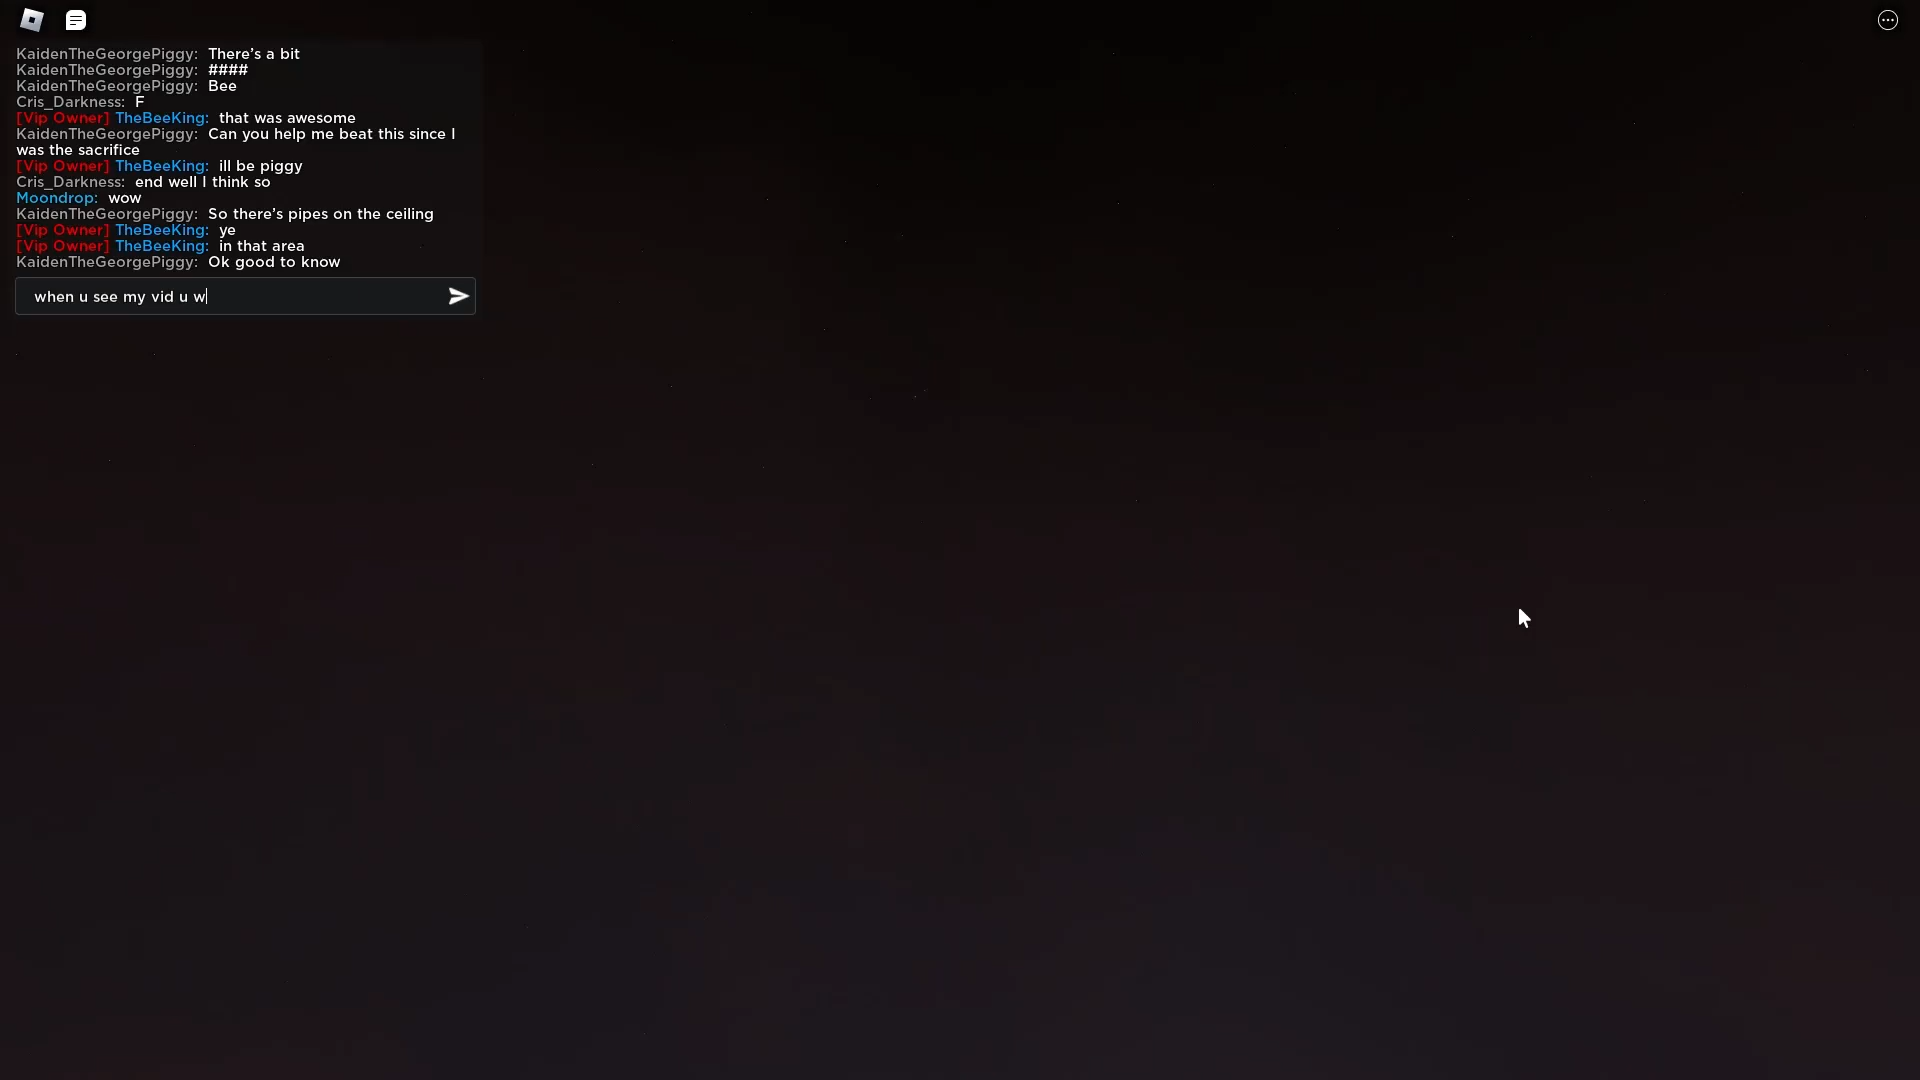 KaidenTheGeorgePiggy: There's a bit
KaidenTheGeorgePiggy: ####
KaidenTheGeorgePiggy: Bee
Cris_Darkness: F
[Vip Owner] TheBeeKing: that was awesome
KaidenTheGeorgePiggy: Can you help me beat this since I
was the sacrifice
[Vip Owner] TheBeeKing: ill be piggy
Cris_Darkness: end well I think so
Moondrop: wow
KaidenTheGeorgePiggy: So there's pipes on the ceiling
[Vip Owner] TheBeeKing: ye
[Vip Owner] TheBeeKing: in that area
KaidenTheGeorgePiggy: Ok good to know
when u see my vid u w